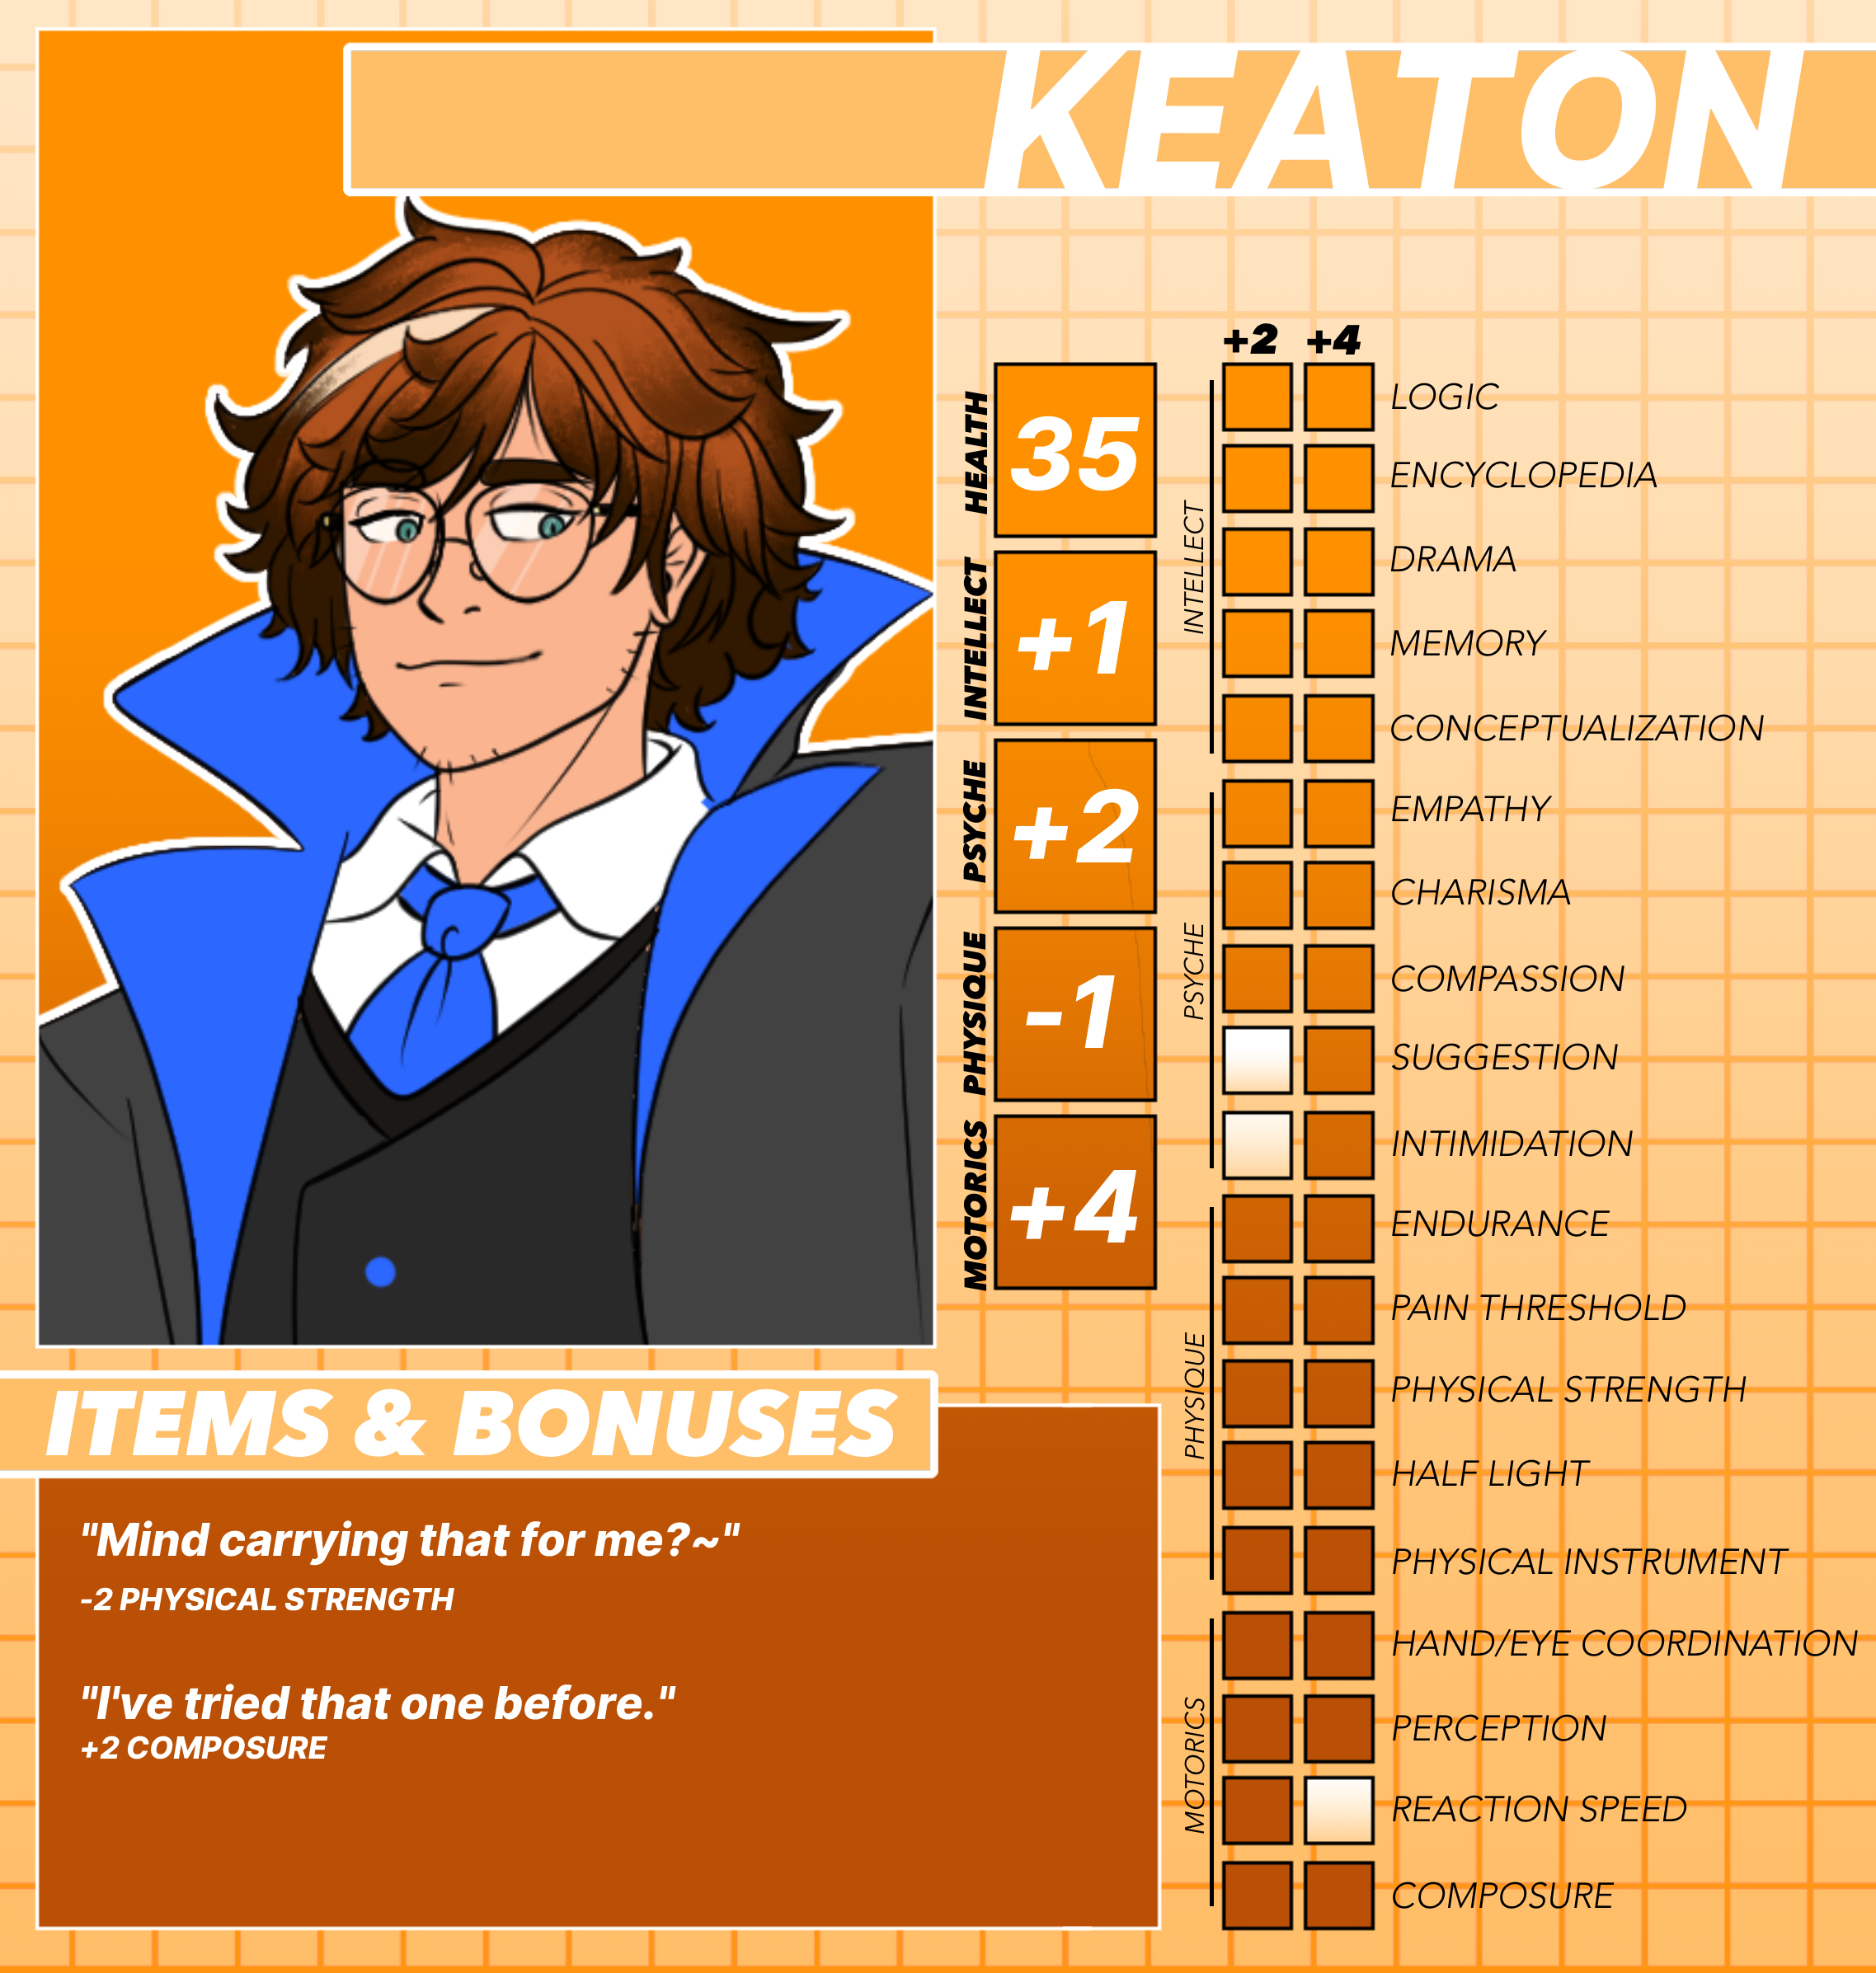 KEATON
+2 +4
HEALTH
35
INTELLECT
+1
PSYCHE
+2
PHYSIQUE
-1
MOTORICS
+4
INTELLECT
LOGIC
ENCYCLOPEDIA
DRAMA
MEMORY
CONCEPTUALIZATION
PSYCHE
EMPATHY
CHARISMA
COMPASSION
SUGGESTION
INTIMIDATION
PHYSIQUE
ENDURANCE
PAIN THRESHOLD
PHYSICAL STRENGTH
HALF LIGHT
PHYSICAL INSTRUMENT
MOTORICS
HAND/EYE COORDINATION
PERCEPTION
REACTION SPEED
COMPOSURE
ITEMS & BONUSES
"Mind carrying that for me?~"
-2 PHYSICAL STRENGTH
"I've tried that one before."
+2 COMPOSURE